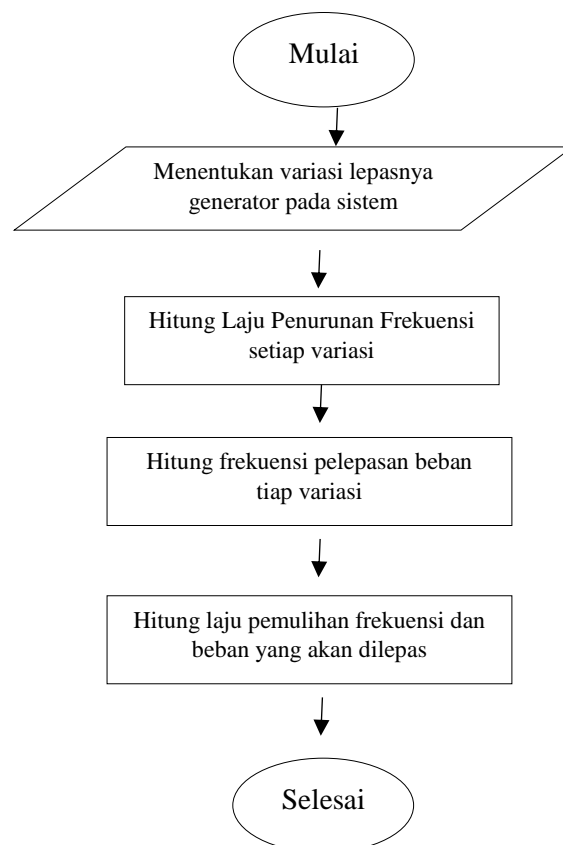 Mulai
Menentukan variasi lepasnya
generator pada sistem
Hitung Laju Penurunan Frekuensi
setiap variasi
Hitung frekuensi pelepasan beban
tiap variasi
Hitung laju pemulihan frekuensi dan
beban yang akan dilepas
Selesai